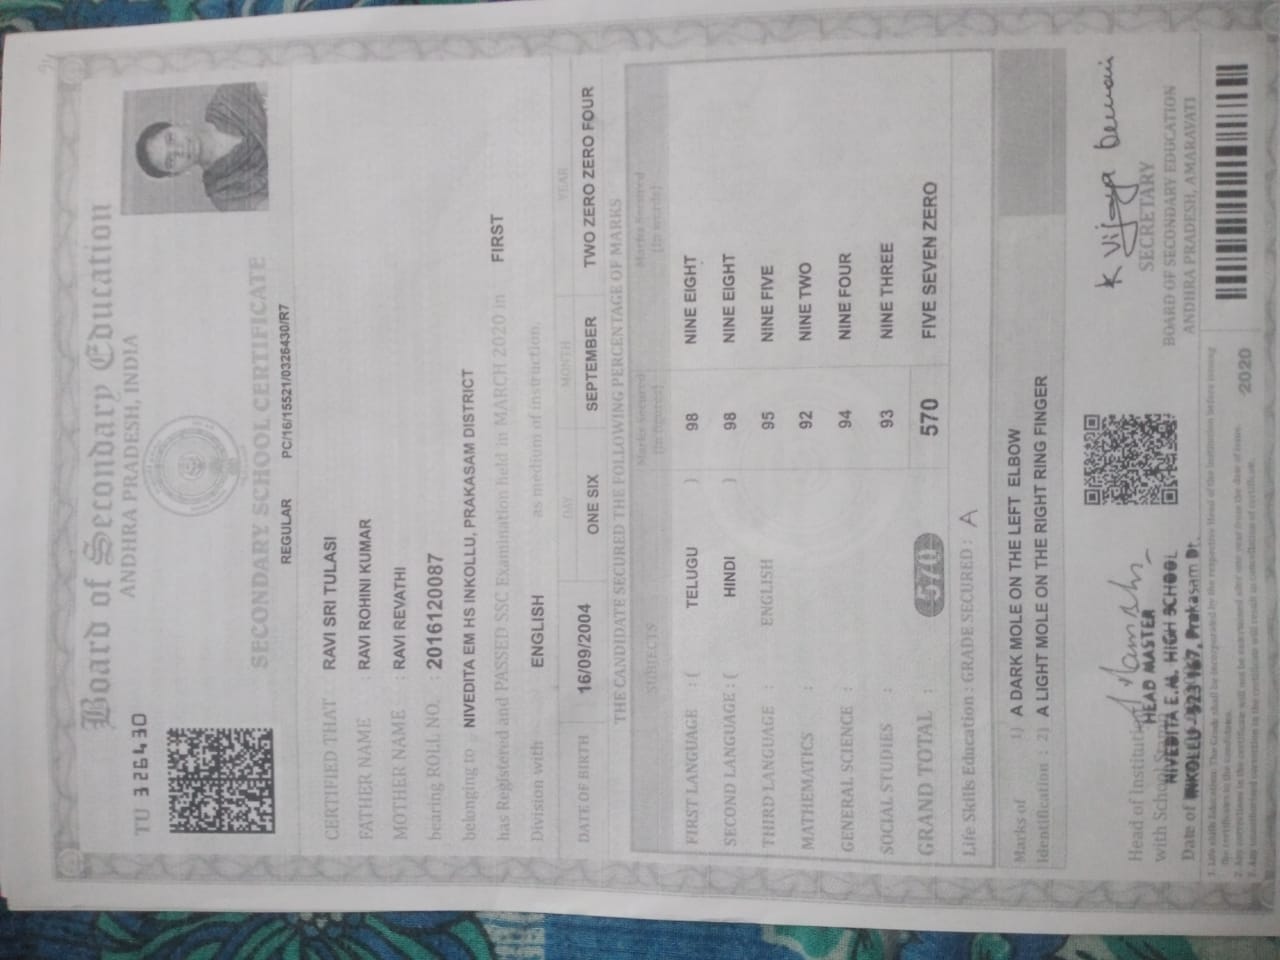 Board of Secondary Education
ANDHRA PRADESH, INDIA
TU 326430
SECONDARY SCHOOL CERTIFICATE
REGULAR PC/16/15521/0326430/R7
CERTIFIED THAT RAVI SRI TULASI
FATHER NAME : RAVI ROHINI KUMAR
MOTHER NAME : RAVI REVATHI
bearing ROLL NO. : 2016120087
belonging to NIVEDITA EM HS INKOLLU, PRAKASAM DISTRICT
has Registered and PASSED SSC Examination held in MARCH 2020 in FIRST
Division with ENGLISH as medium of instruction.
DAY MONTH YEAR
DATE OF BIRTH 16/09/2004 ONE SIX SEPTEMBER TWO ZERO ZERO FOUR
THE CANDIDATE SECURED THE FOLLOWING PERCENTAGE OF MARKS
SUBJECTS Marks Secured (In figures) Marks Secured (In words)
FIRST LANGUAGE : ( TELUGU ) 98 NINE EIGHT
SECOND LANGUAGE : ( HINDI ) 98 NINE EIGHT
THIRD LANGUAGE : ENGLISH 95 NINE FIVE
MATHEMATICS : 92 NINE TWO
GENERAL SCIENCE : 94 NINE FOUR
SOCIAL STUDIES : 93 NINE THREE
GRAND TOTAL : 570 570 FIVE SEVEN ZERO
Life Skills Education : GRADE SECURED : A
Marks of 1) A DARK MOLE ON THE LEFT ELBOW
Identification : 2) A LIGHT MOLE ON THE RIGHT RING FINGER
K Vijaya
Head of Institution
HEAD MASTER
SECRETARY
with School
NIVEDITA E.M. HIGH SCHOOL
BOARD OF SECONDARY EDUCATION
Date of
INKOLLU - 523 167, Prakasam Dt.
ANDHRA PRADESH, AMARAVATI
1. Life skills Education: The Grade shall be incorporated by the respective Head of the Institution before issuing
the certificates to the candidates.
2. Any corrections in the certificate will not be entertained after one year from the date of issue.
3. Any unauthorised correction in the certificate will result in cancellation of certificate.
2020